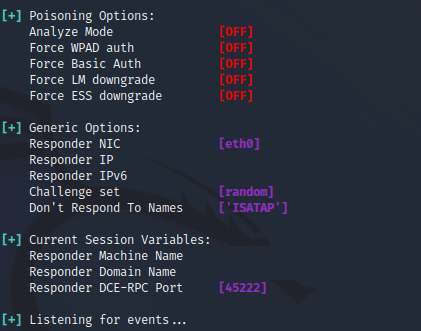 [+] Poisoning Options:
Analyze Mode [OFF]
Force WPAD auth [OFF]
Force Basic Auth [OFF]
Force LM downgrade [OFF]
Force ESS downgrade [OFF]
[+] Generic Options:
Responder NIC [eth0]
Responder IP
Responder IPv6
Challenge set [random]
Don't Respond To Names ['ISATAP']
[+] Current Session Variables:
Responder Machine Name
Responder Domain Name
Responder DCE-RPC Port [45222]
[+] Listening for events...